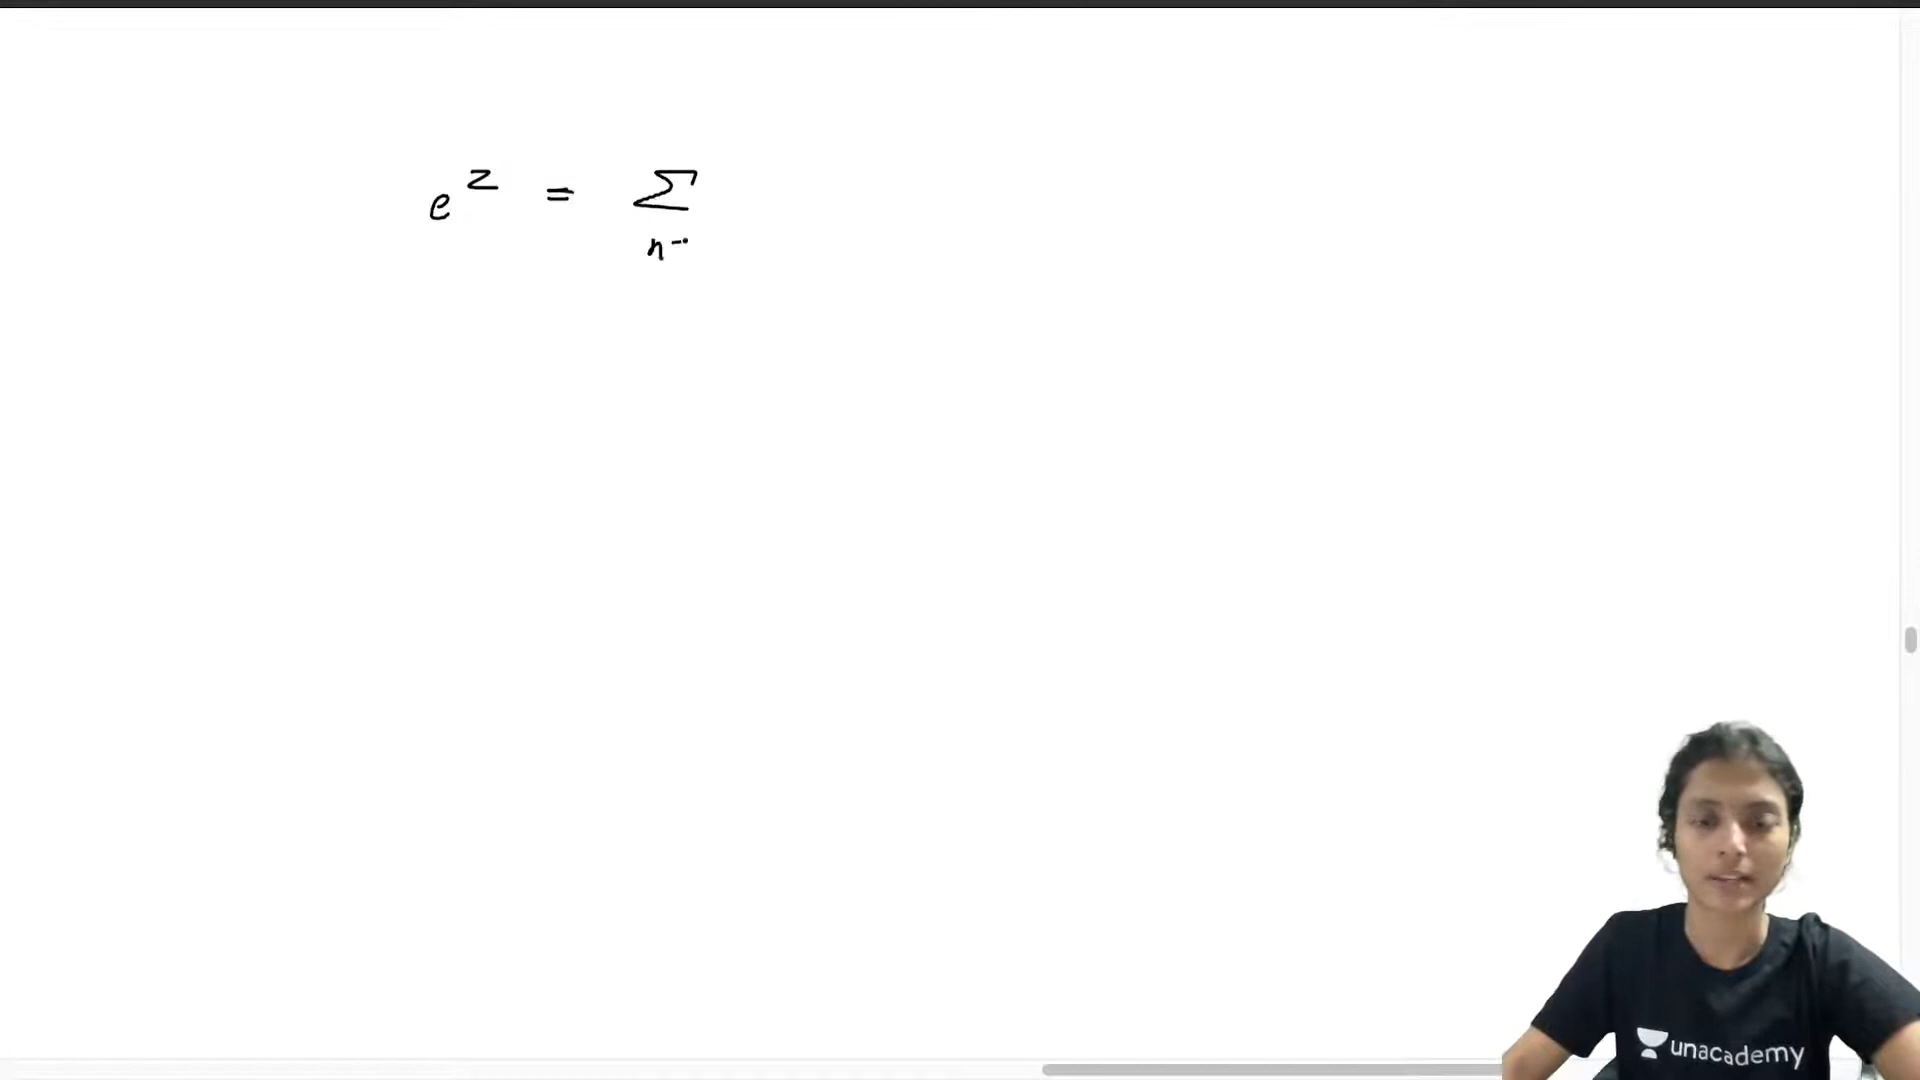 e^z = Σ
n-
unacademy